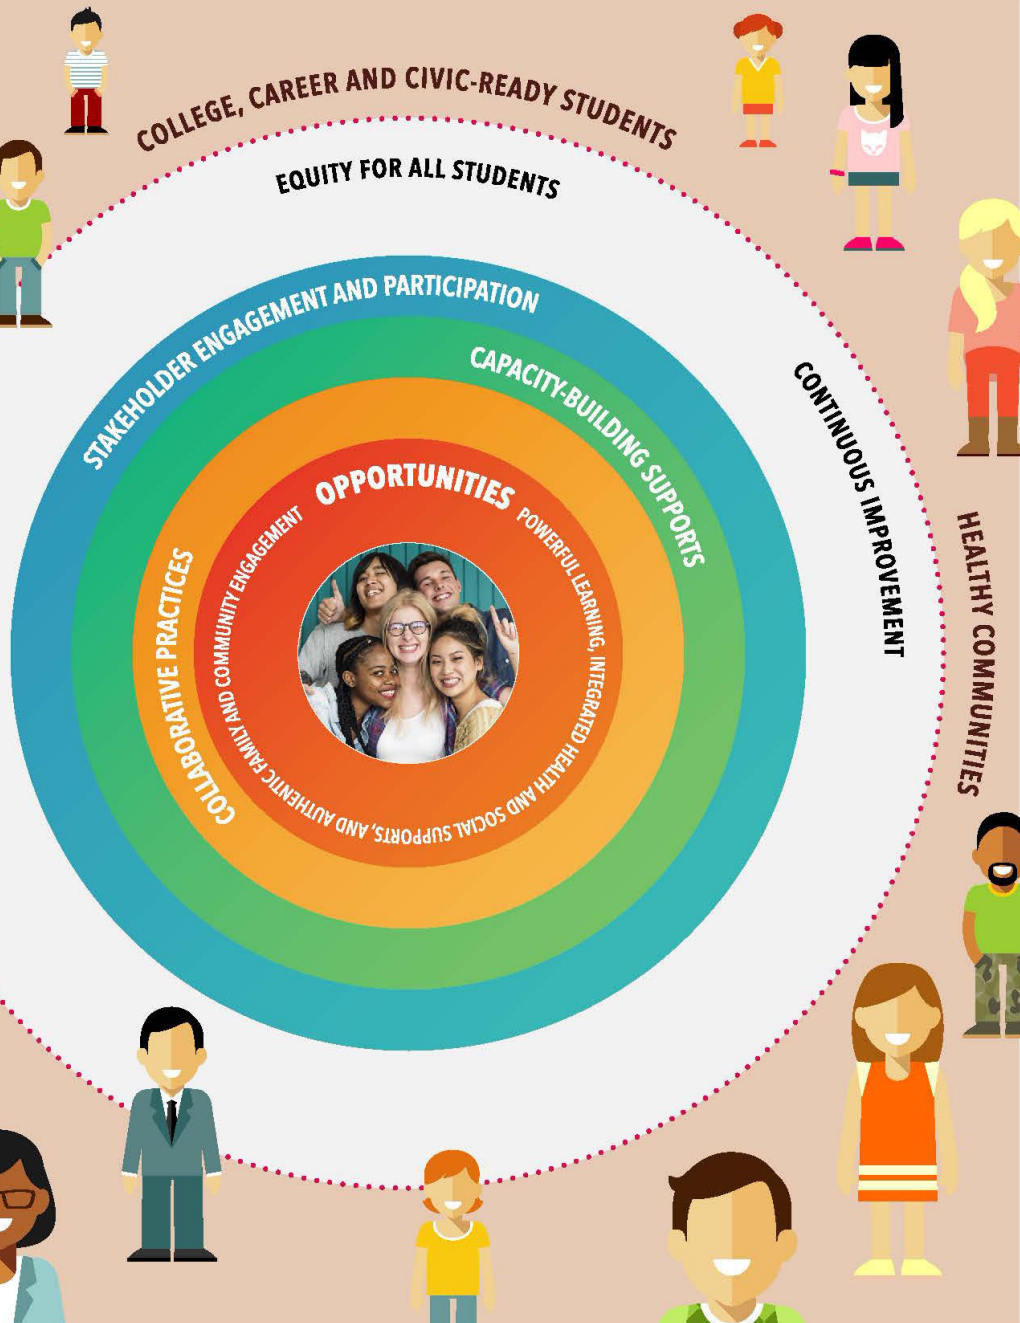 COLLEGE, CAREER AND CIVIC-READY STUDENTS
EQUITY FOR ALL STUDENTS
STAKEHOLDER ENGAGEMENT AND PARTICIPATION
CAPACITY-BUILDING SUPPORTS
CONTINUOUS IMPROVEMENT
OPPORTUNITIES
POWERFUL LEARNING, INTEGRATED HEALTH AND SOCIAL SUPPORTS, AND AUTHENTIC FAMILY AND COMMUNITY ENGAGEMENT
COLLABORATIVE PRACTICES
HEALTHY COMMUNITIES